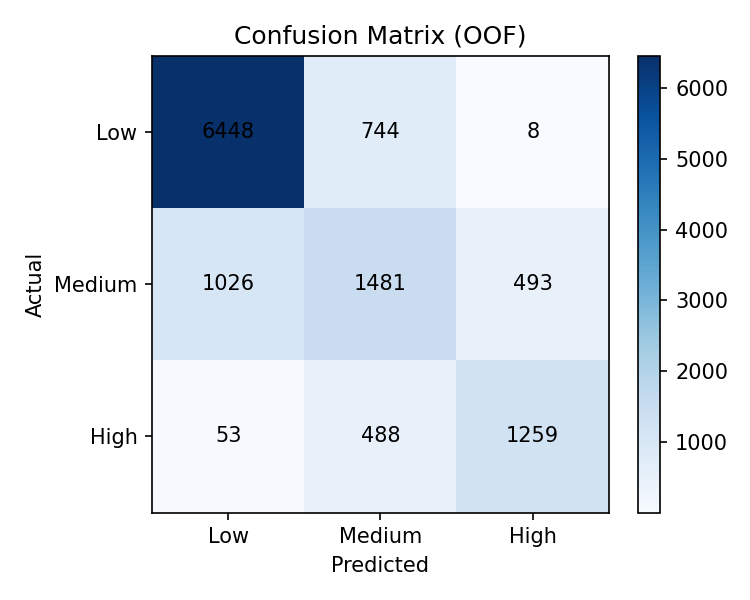 Confusion Matrix (OOF)
Actual
Low
6448 744 8
Medium
1026 1481 493
High
53 488 1259
Low Medium High
Predicted
6000
5000
4000
3000
2000
1000